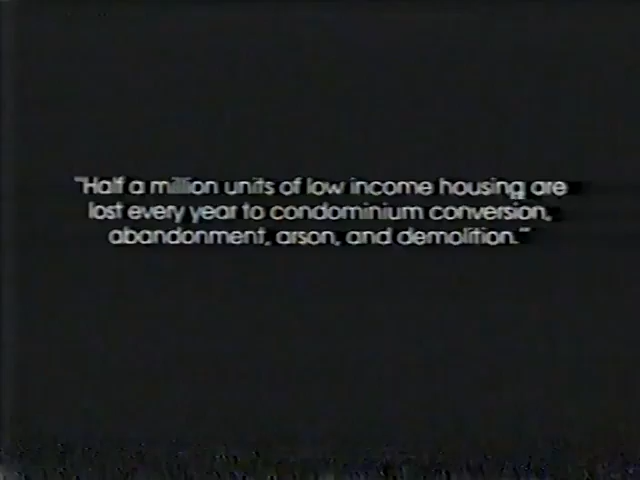 "Half a million units of low income housing are
lost every year to condominium conversion,
abandonment, arson, and demolition."